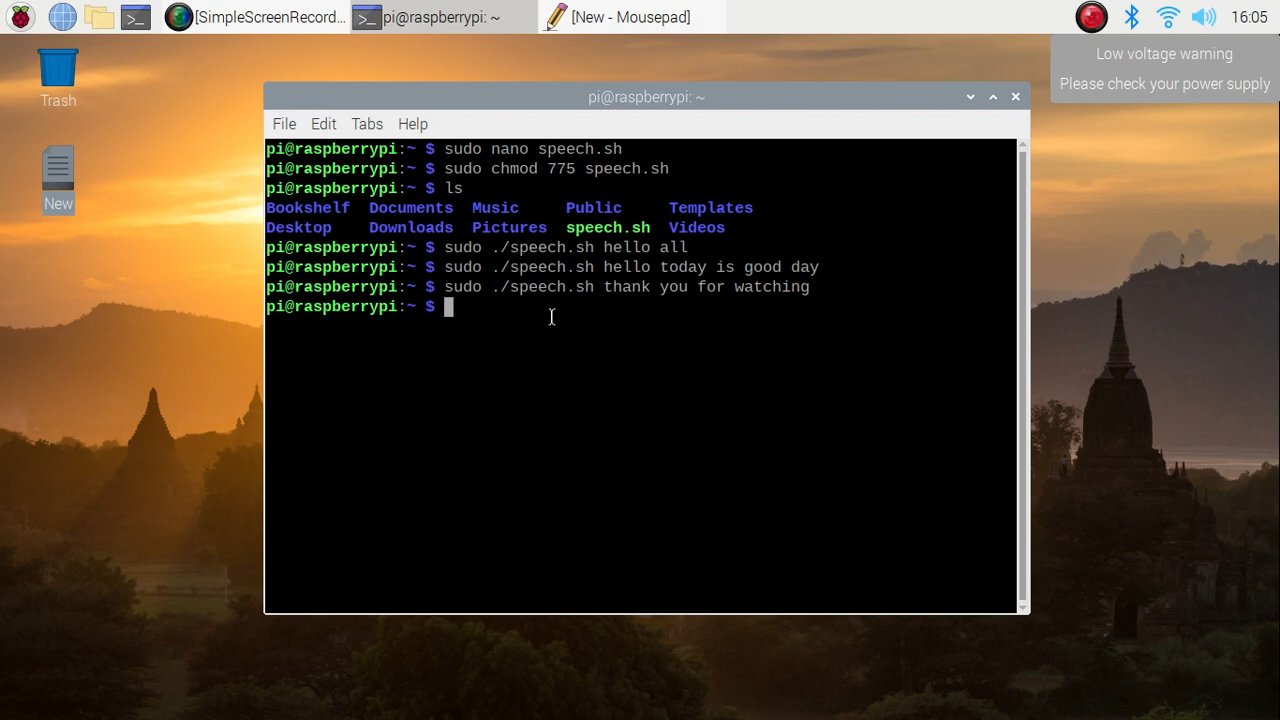 [SimpleScreenRecord... pi@raspberrypi: ~ [New - Mousepad] 16:05
Low voltage warning
Please check your power supply
Trash
New
pi@raspberrypi: ~
File Edit Tabs Help
pi@raspberrypi:~ $ sudo nano speech.sh
pi@raspberrypi:~ $ sudo chmod 775 speech.sh
pi@raspberrypi:~ $ ls
Bookshelf Documents Music Public Templates
Desktop Downloads Pictures speech.sh Videos
pi@raspberrypi:~ $ sudo ./speech.sh hello all
pi@raspberrypi:~ $ sudo ./speech.sh hello today is good day
pi@raspberrypi:~ $ sudo ./speech.sh thank you for watching
pi@raspberrypi:~ $